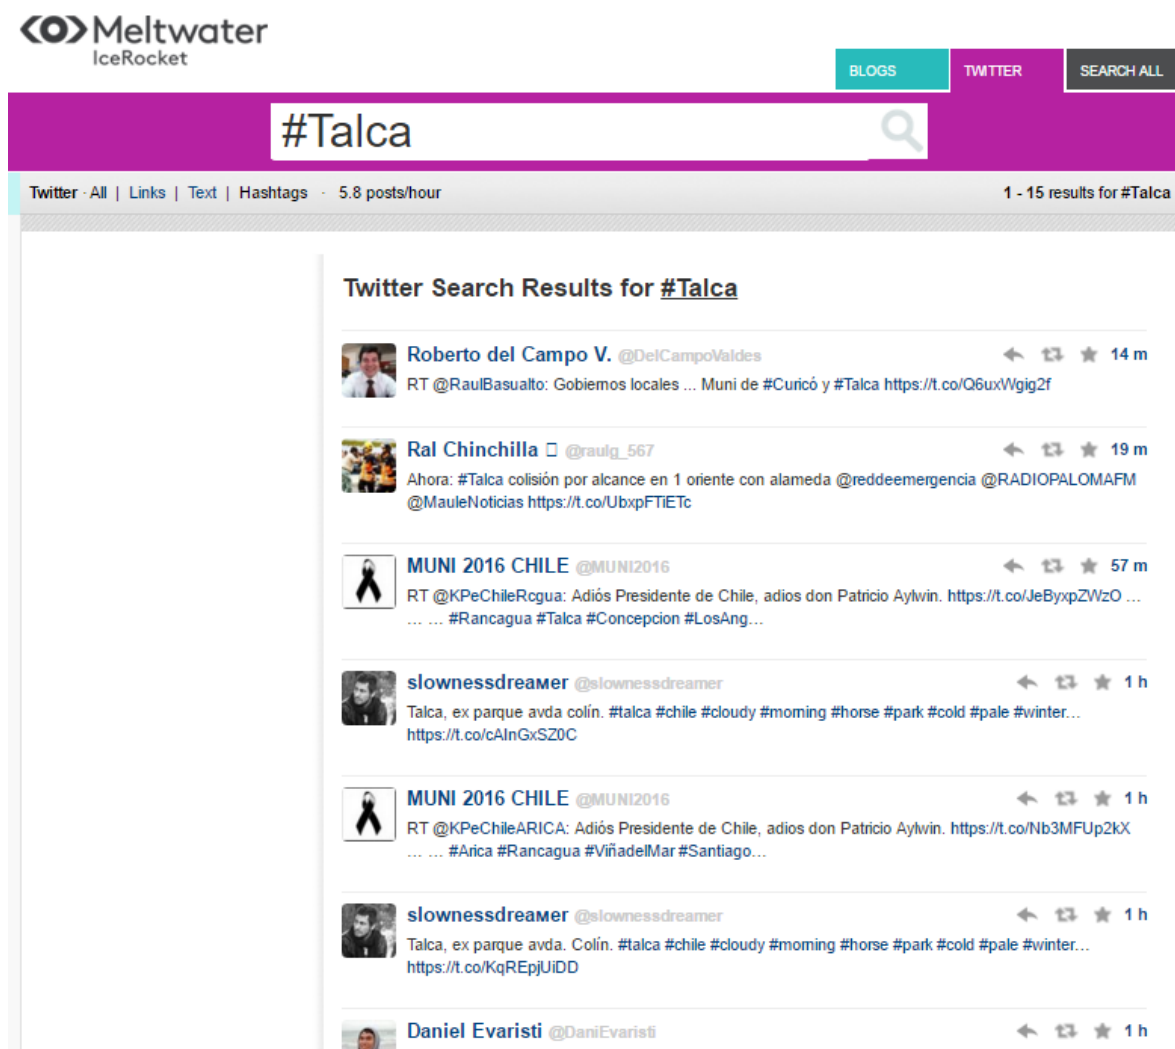 Meltwater
IceRocket
BLOGS
TWITTER
SEARCH ALL
#Talca
Twitter - All | Links | Text | Hashtags - 5.8 posts/hour
1 - 15 results for #Talca
Twitter Search Results for #Talca
Roberto del Campo V. @DelCampoValdes 14 m
RT @RaulBasualto: Gobiernos locales ... Muni de #Curicó y #Talca https://t.co/Q6uxWgig2f
Ral Chinchilla @raulg_567 19 m
Ahora: #Talca colisión por alcance en 1 oriente con alameda @reddeemergencia @RADIOPALOMAFM
@MauleNoticias https://t.co/UbxpFTiETc
MUNI 2016 CHILE @MUNI2016 57 m
RT @KPeChileRcgua: Adiós Presidente de Chile, adios don Patricio Aylwin. https://t.co/JeByxpZWzO ...
... ... #Rancagua #Talca #Concepcion #LosAng...
slownessdreaмer @slownessdreamer 1 h
Talca, ex parque avda colín. #talca #chile #cloudy #morning #horse #park #cold #pale #winter...
https://t.co/cAlnGxSZ0C
MUNI 2016 CHILE @MUNI2016 1 h
RT @KPeChileARICA: Adiós Presidente de Chile, adios don Patricio Aylwin. https://t.co/Nb3MFUp2kX
... ... #Arica #Rancagua #ViñadelMar #Santiago...
slownessdreaмer @slownessdreamer 1 h
Talca, ex parque avda. Colín. #talca #chile #cloudy #morning #horse #park #cold #pale #winter...
https://t.co/KqREpjUiDD
Daniel Evaristi @DaniEvaristi 1 h